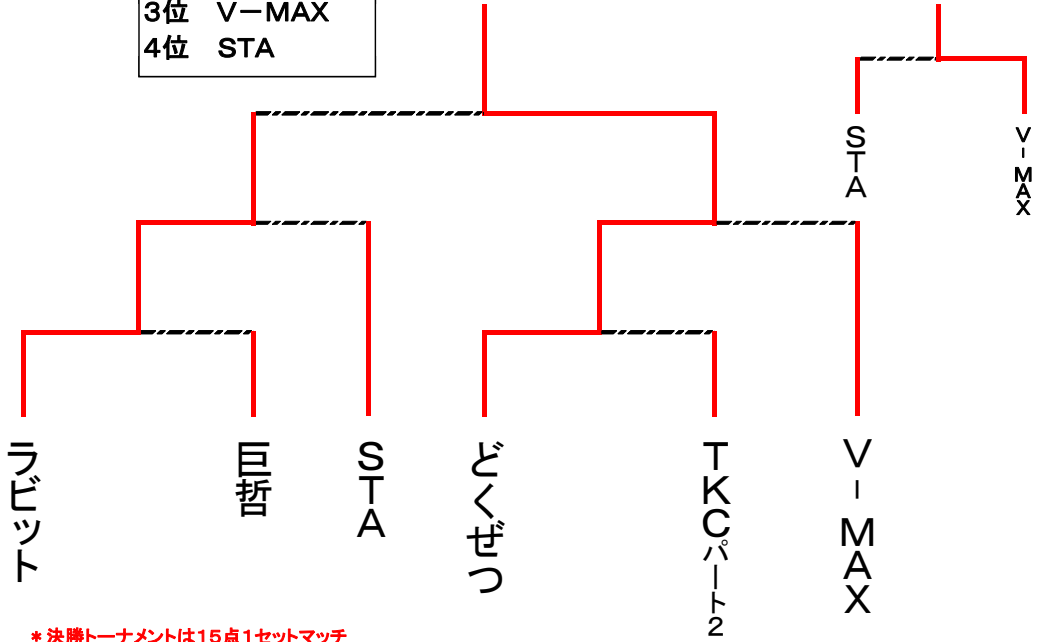 3位 V－MAX
4位 STA
STA
V-MAX
ラビット
巨哲
STA
どくぜつ
TKCパート2
V-MAX
＊決勝トーナメントは15点1セットマッチ